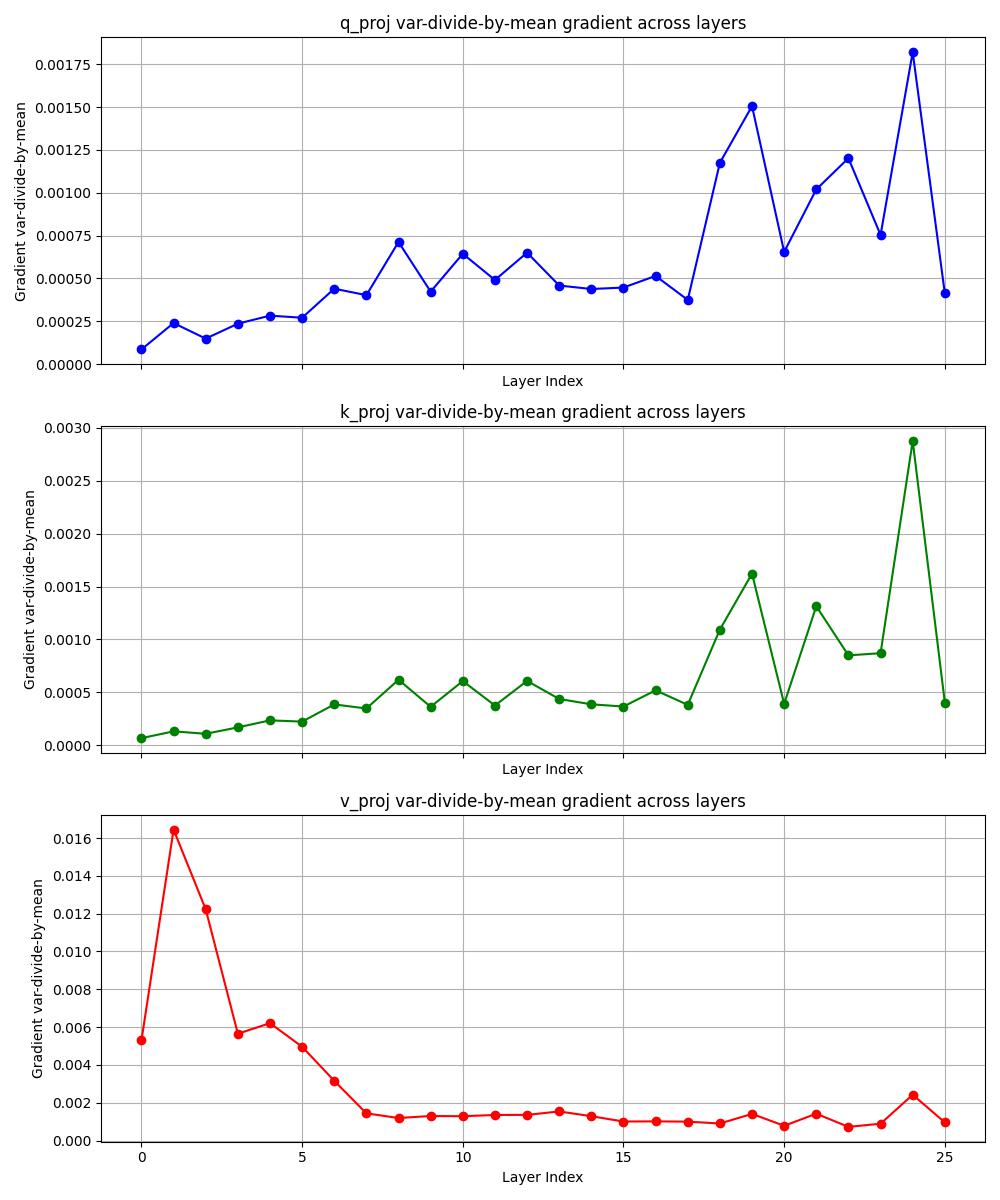 q_proj var-divide-by-mean gradient across layers
Gradient var-divide-by-mean
0.00175
0.00150
0.00125
0.00100
0.00075
0.00050
0.00025
0.00000
Layer Index
k_proj var-divide-by-mean gradient across layers
Gradient var-divide-by-mean
0.0030
0.0025
0.0020
0.0015
0.0010
0.0005
0.0000
Layer Index
v_proj var-divide-by-mean gradient across layers
Gradient var-divide-by-mean
0.016
0.014
0.012
0.010
0.008
0.006
0.004
0.002
0.000
0 5 10 15 20 25
Layer Index